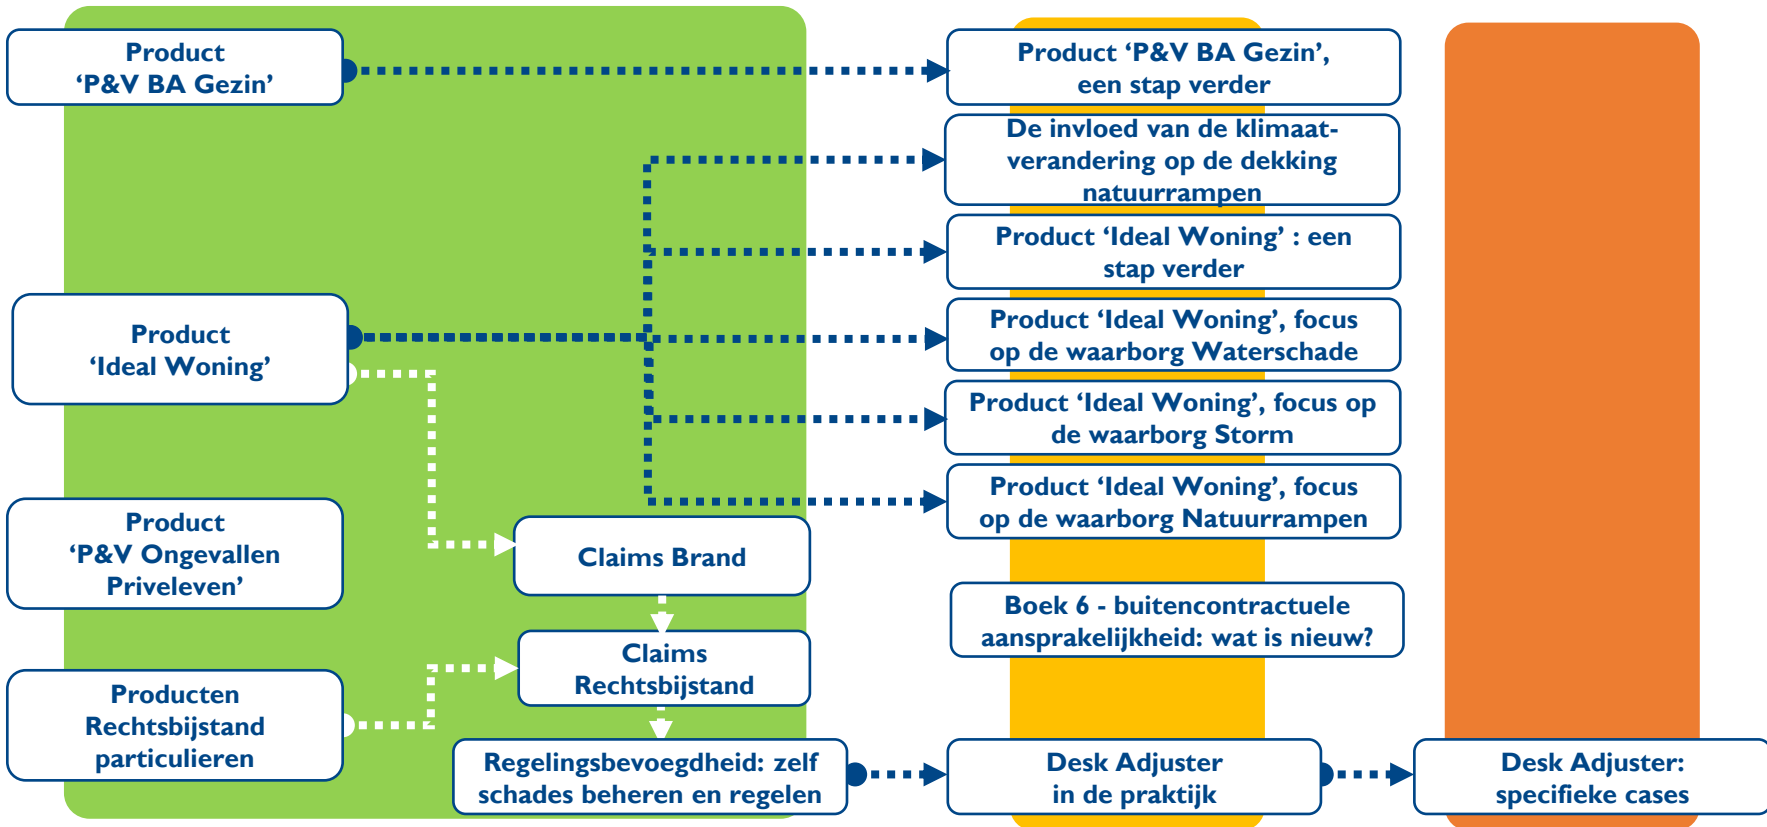 Product
‘P&V BA Gezin’
Product ‘P&V BA Gezin’,
een stap verder
De invloed van de klimaat-
verandering op de dekking
natuurrampen
Product ‘Ideal Woning’ : een
stap verder
Product
‘Ideal Woning’
Product ‘Ideal Woning’, focus
op de waarborg Waterschade
Product ‘Ideal Woning’, focus op
de waarborg Storm
Product ‘Ideal Woning’, focus
op de waarborg Natuurrampen
Product
‘P&V Ongevallen
Priveleven’
Claims Brand
Boek 6 - buitencontractuele
aansprakelijkheid: wat is nieuw?
Claims
Rechtsbijstand
Producten
Rechtsbijstand
particulieren
Regelingsbevoegdheid: zelf
schades beheren en regelen
Desk Adjuster
in de praktijk
Desk Adjuster:
specifieke cases